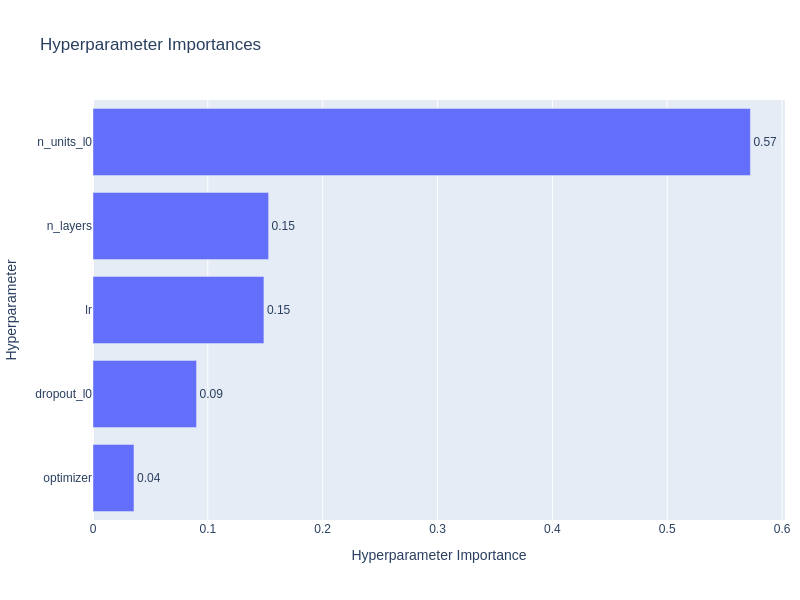 Hyperparameter Importances
Hyperparameter
n_units_l0
0.57
n_layers
0.15
lr
0.15
dropout_l0
0.09
optimizer
0.04
0
0.1
0.2
0.3
0.4
0.5
0.6
Hyperparameter Importance